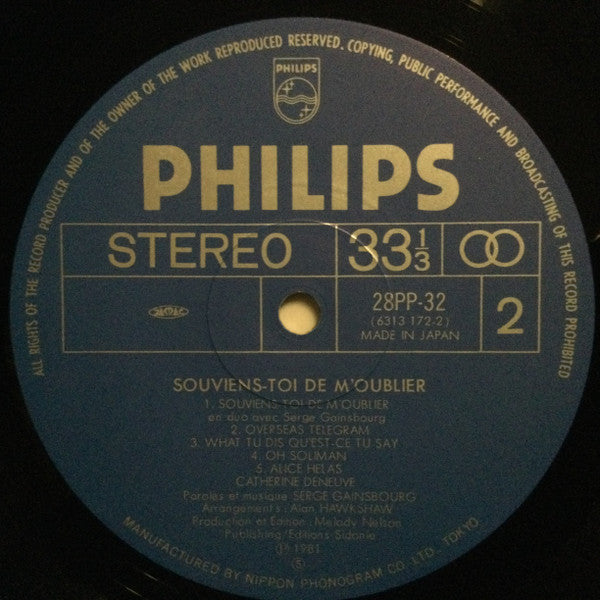 ALL RIGHTS OF THE RECORD PRODUCER AND OF THE OWNER OF THE WORK REPRODUCED RESERVED. COPYING, PUBLIC PERFORMANCE AND BROADCASTING OF THIS RECORD PROHIBITED
PHILIPS
PHILIPS
STEREO
33 1/3
28PP-32
(6313 172-2)
MADE IN JAPAN
2
JASRAC
SOUVIENS-TOI DE M'OUBLIER
1. SOUVIENS-TOI DE M'OUBLIER
en duo avec Serge Gainsbourg
2. OVERSEAS TELEGRAM
3. WHAT TU DIS QU'EST-CE TU SAY
4. OH SOLIMAN
5. ALICE HELAS
CATHERINE DENEUVE
Paroles et musique SERGE GAINSBOURG
Arrangements: Alan HAWKSHAW
Production et Edition: Melody Nelson
Publishing/Editions Sidonie
Ⓟ 1981
Ⓢ
MANUFACTURED BY NIPPON PHONOGRAM CO. LTD. TOKYO